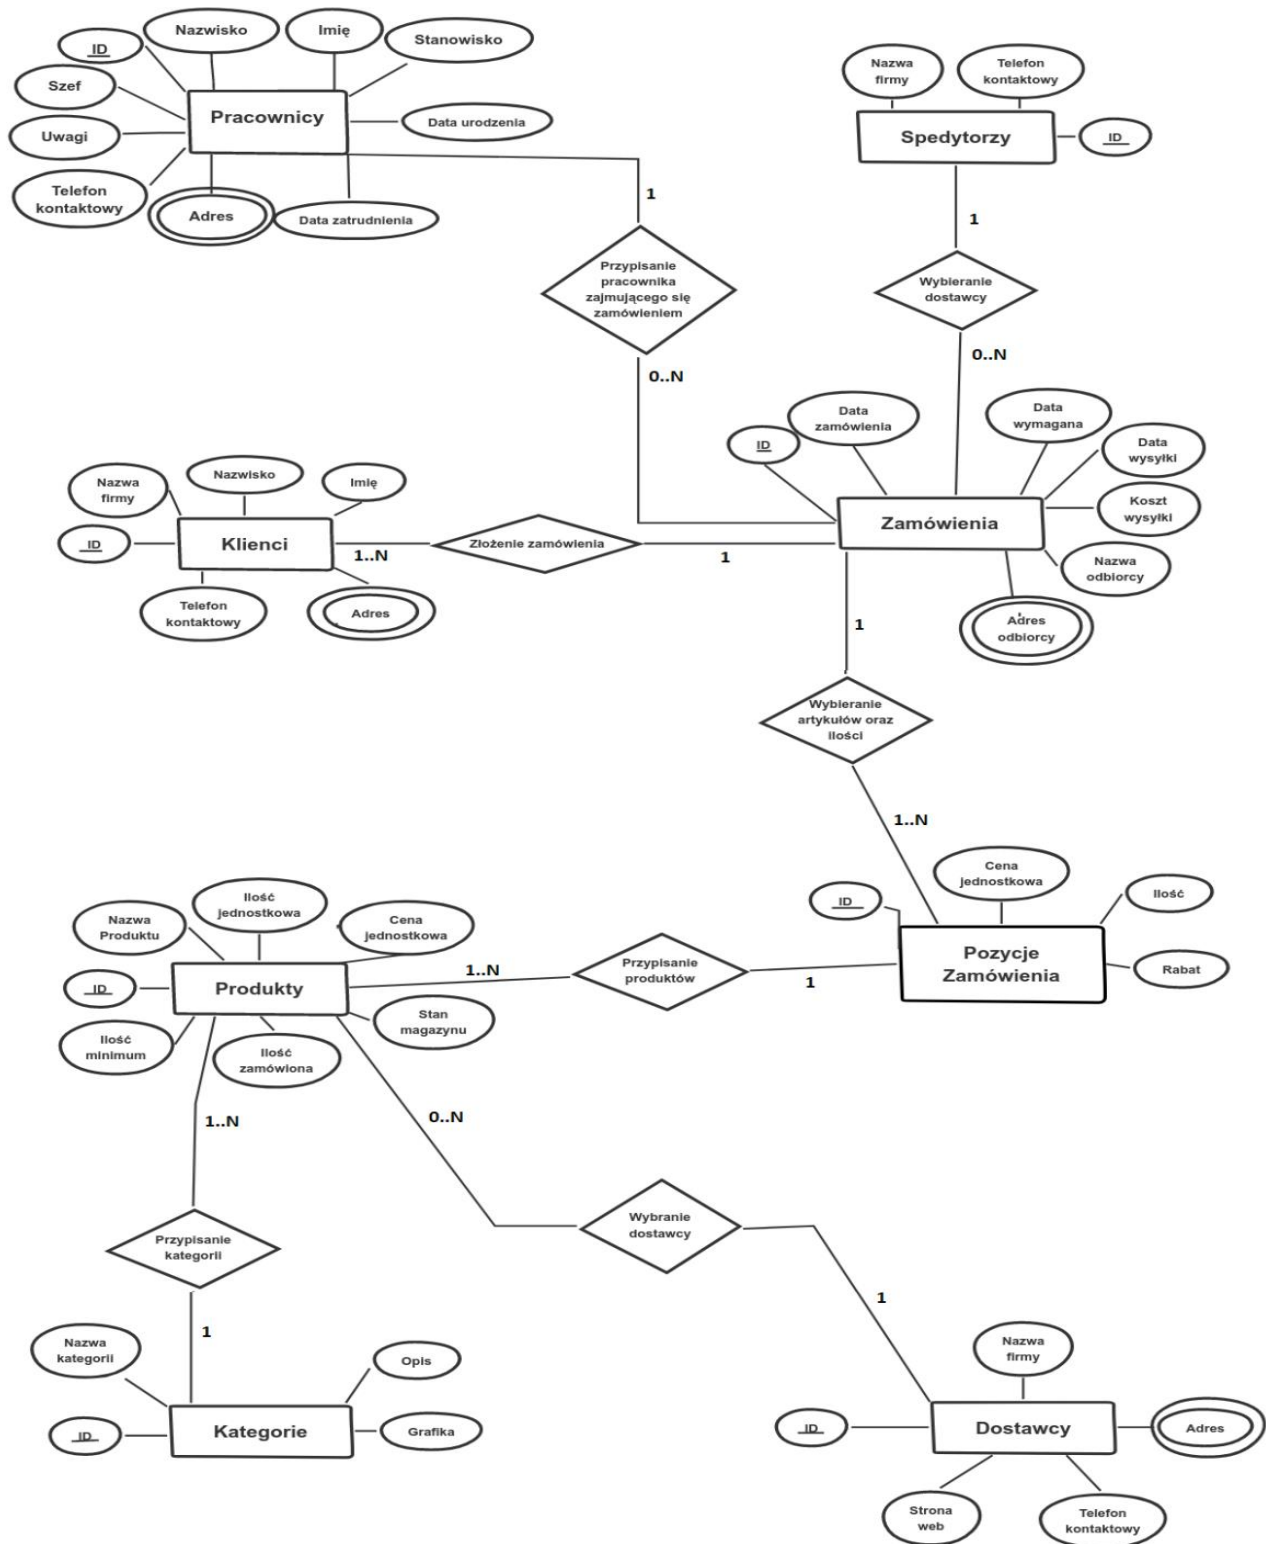 ID
Nazwisko
Imię
Stanowisko
Szef
Pracownicy
Data urodzenia
Uwagi
Telefon
kontaktowy
Adres
Data zatrudnienia
1
Przypisanie
pracownika
zajmującego się
zamówieniem
0..N
Nazwa
firmy
Telefon
kontaktowy
Spedytorzy
ID
1
Wybieranie
dostawcy
0..N
ID
Data
zamówienia
Data
wymagana
Data
wysyłki
Koszt
wysyłki
Zamówienia
Nazwa
odbiorcy
Adres
odbiorcy
Nazwa
firmy
Nazwisko
Imię
ID
Klienci
1..N
Złożenie zamówienia
1
Telefon
kontaktowy
Adres
1
Wybieranie
artykułów oraz
ilości
1..N
ID
Cena
jednostkowa
Ilość
Pozycje
Zamówienia
Rabat
Nazwa
Produktu
Ilość
jednostkowa
Cena
jednostkowa
ID
Produkty
1..N
Przypisanie
produktów
1
Ilość
minimum
Ilość
zamówiona
Stan
magazynu
1..N
0..N
Przypisanie
kategorii
Wybranie
dostawcy
1
1
Nazwa
kategorii
Opis
ID
Kategorie
Grafika
Nazwa
firmy
ID
Dostawcy
Adres
Strona
web
Telefon
kontaktowy